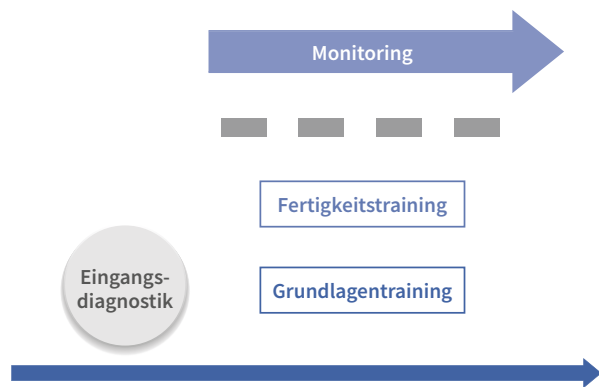 Monitoring
Fertigkeitstraining
Eingangs-
diagnostik
Grundlagentraining